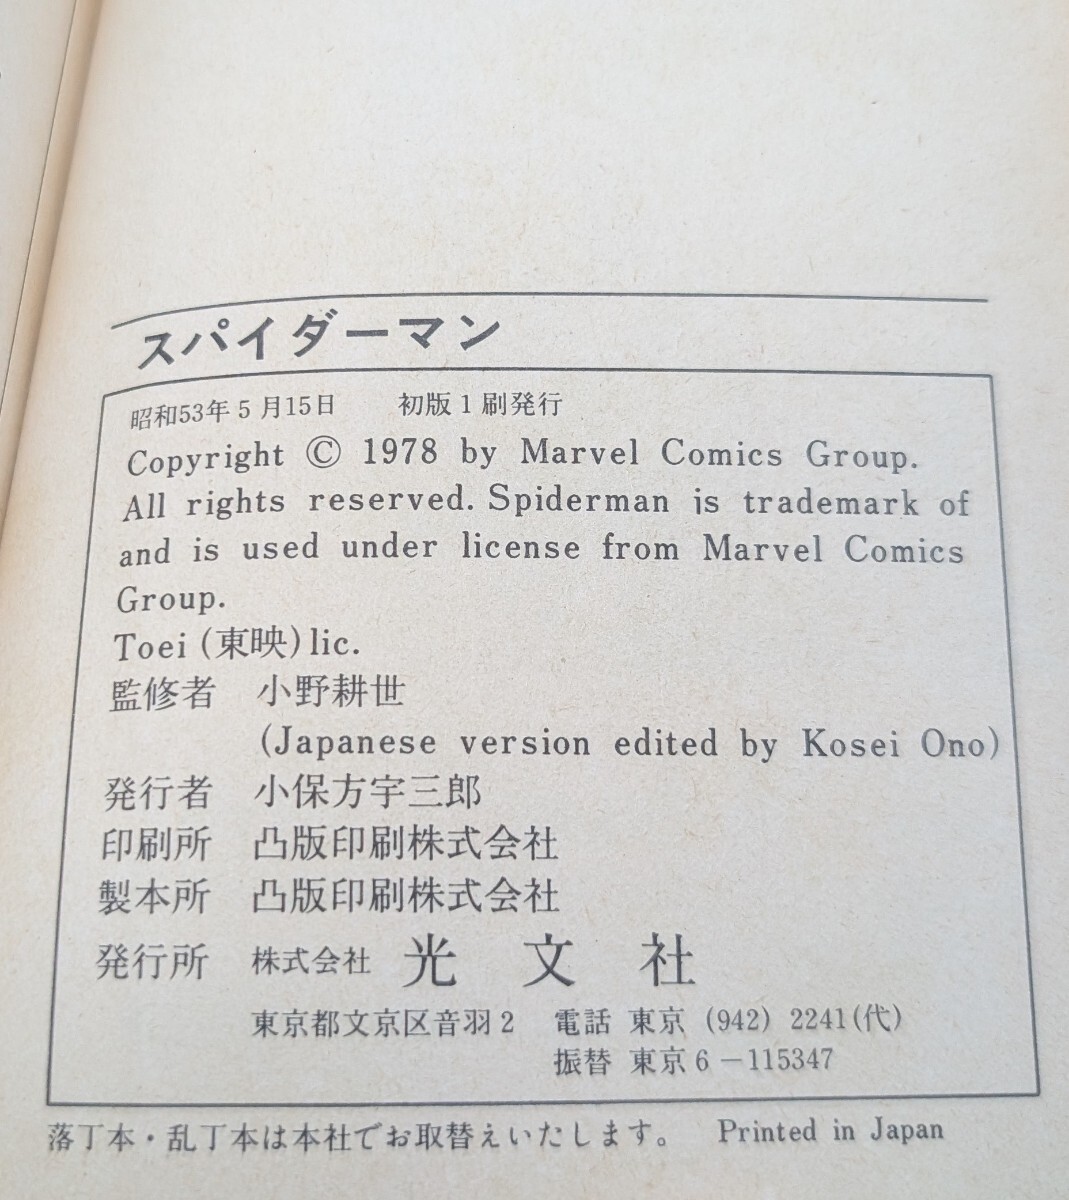 スパイダーマン
昭和53年5月15日　初版1刷発行
Copyright © 1978 by Marvel Comics Group.
All rights reserved. Spiderman is trademark of
and is used under license from Marvel Comics
Group.
Toei (東映) lic.
監修者　小野耕世
(Japanese version edited by Kosei Ono)
発行者　小保方宇三郎
印刷所　凸版印刷株式会社
製本所　凸版印刷株式会社
発行所　株式会社 光文社
東京都文京区音羽2　電話 東京 (942) 2241(代)
振替 東京6－115347
落丁本・乱丁本は本社でお取替えいたします。　Printed in Japan